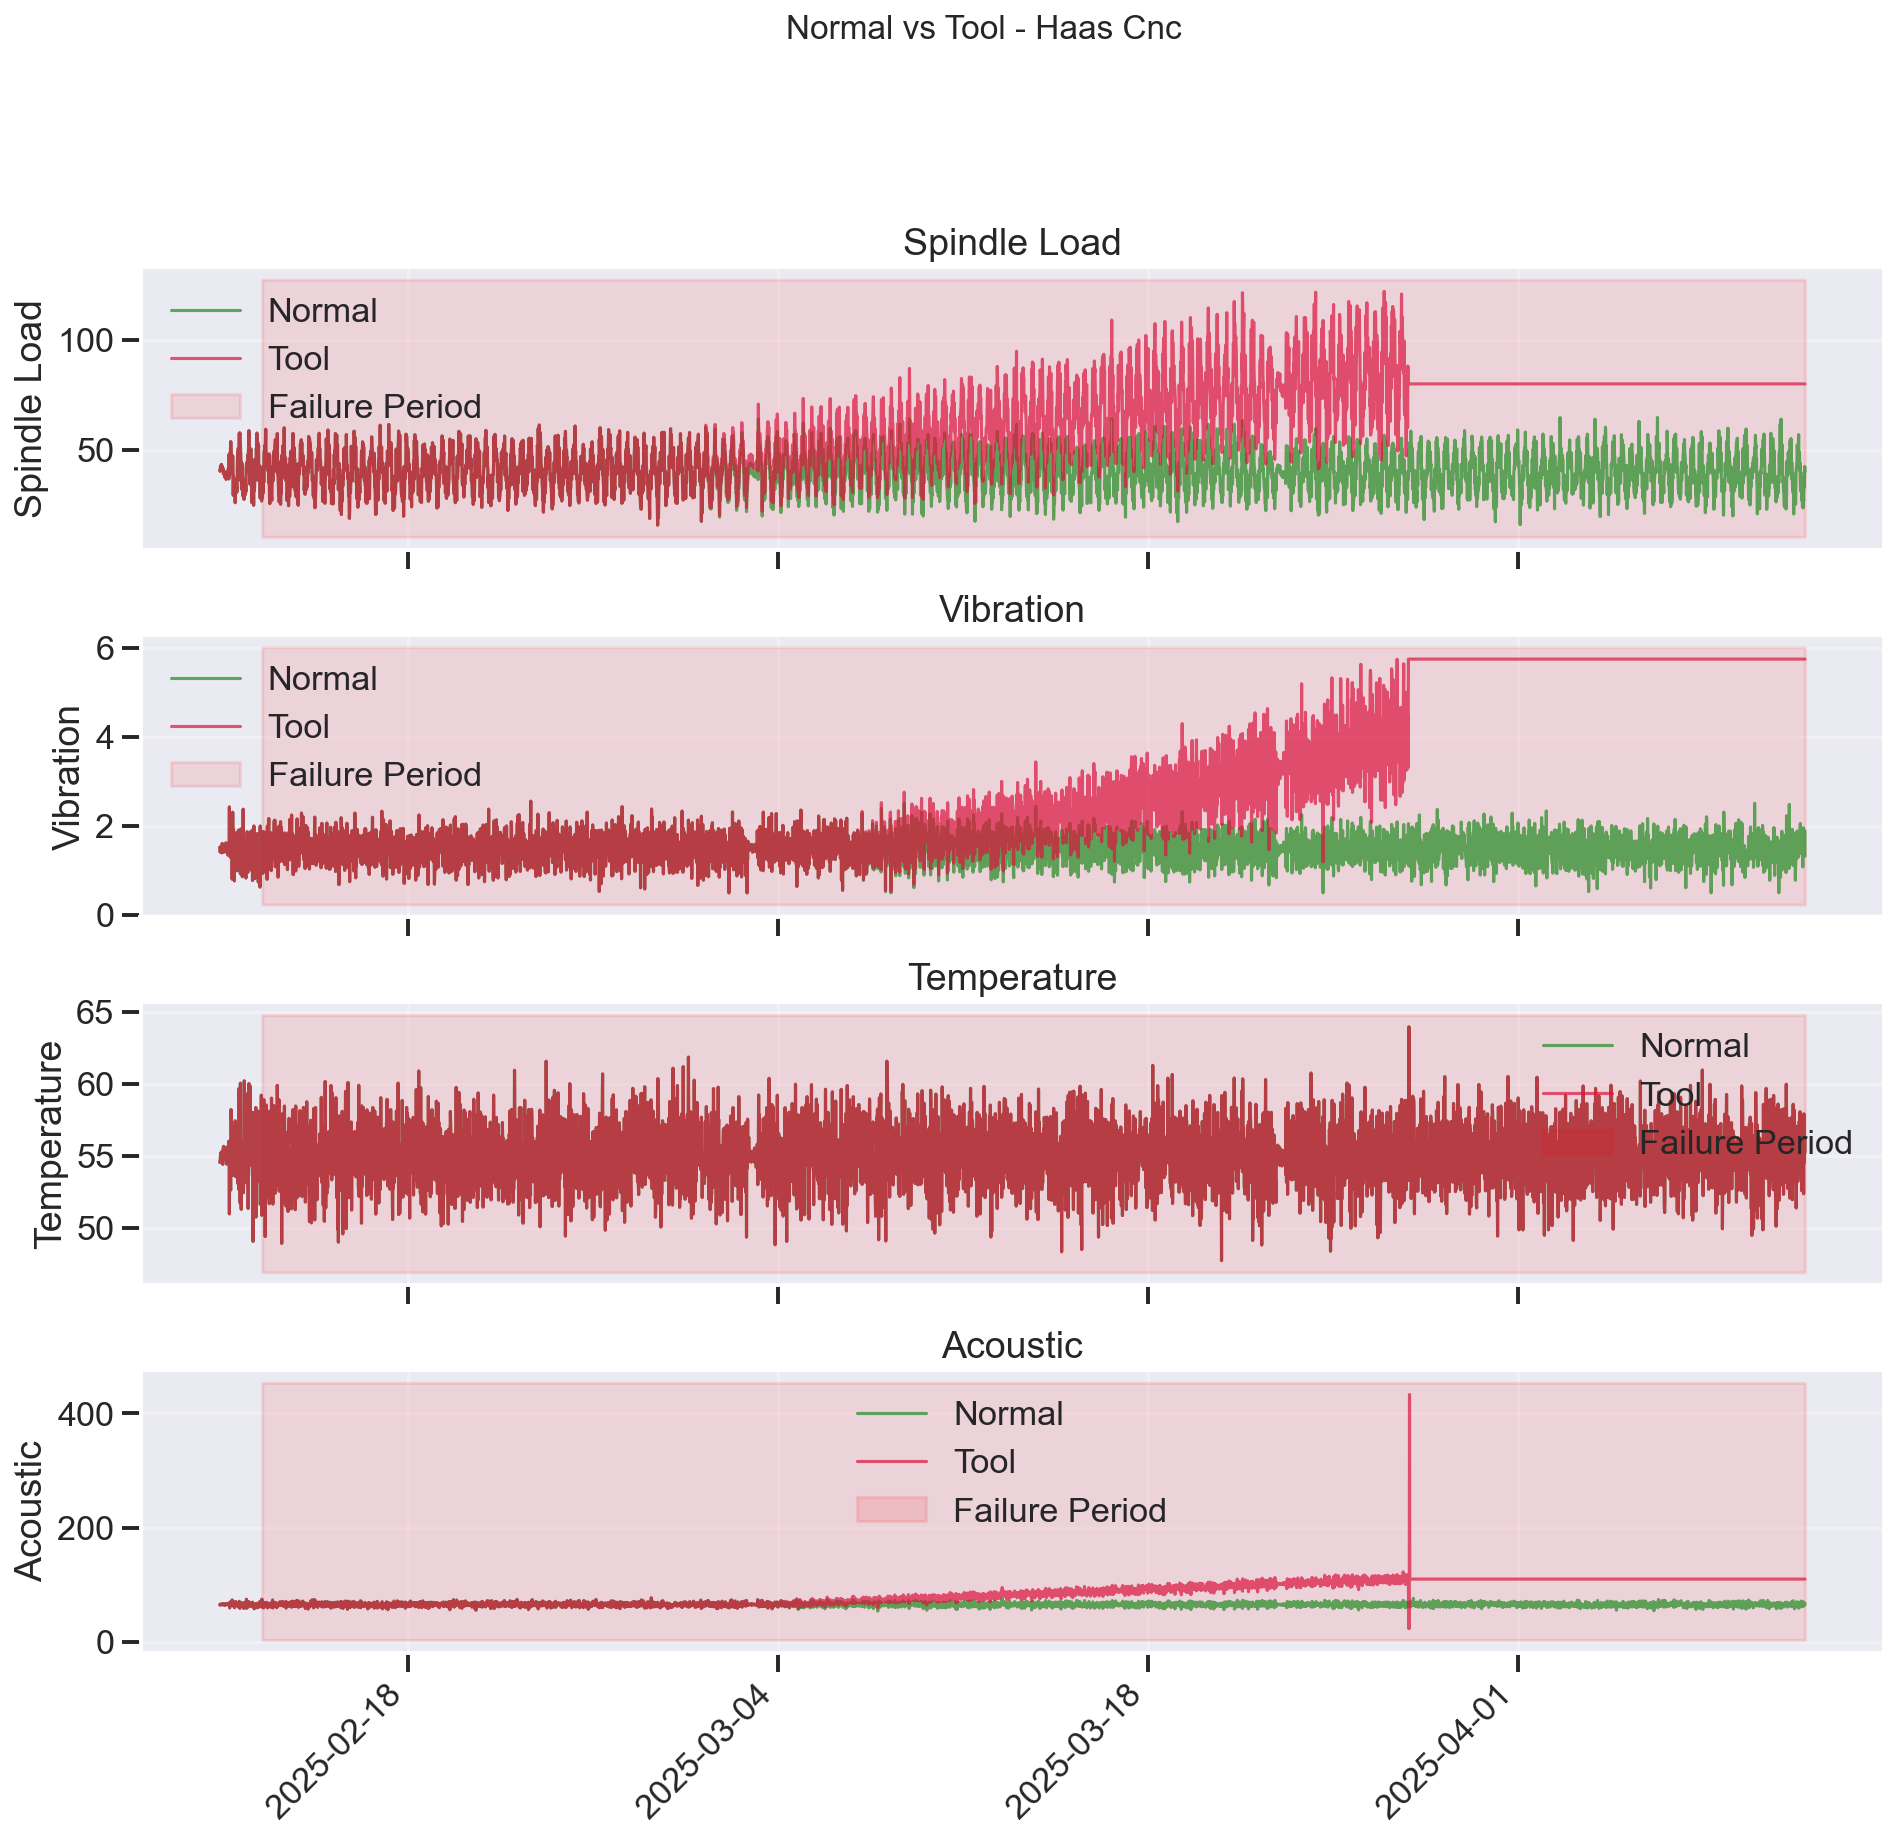 Normal vs Tool - Haas Cnc
Spindle Load
Spindle Load
100
50
Normal
Tool
Failure Period
Vibration
Vibration
6
4
2
0
Normal
Tool
Failure Period
Temperature
Temperature
65
60
55
50
Normal
Tool
Failure Period
Acoustic
Acoustic
400
200
0
Normal
Tool
Failure Period
2025-02-18
2025-03-04
2025-03-18
2025-04-01